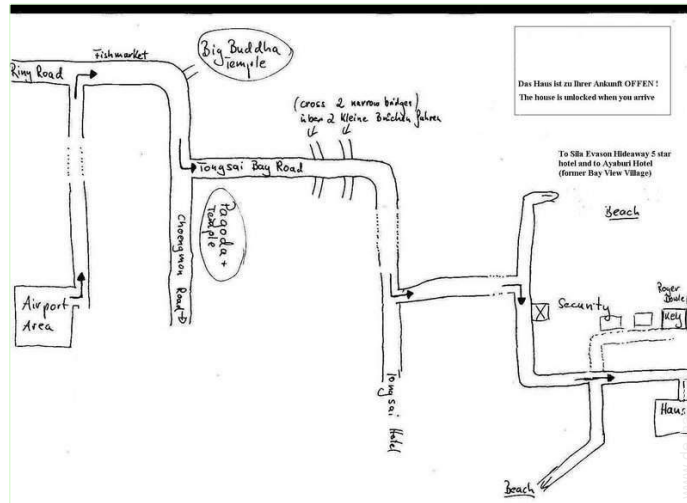 Fishmarket
Ring Road
Big Buddha
Temple
Das Haus ist zu Ihrer Ankunft OFFEN !
The house is unlocked when you arrive
(cross 2 narrow bridges)
über 2 kleine Brücken fahren
Tongsai Bay Road
To Sila Evason Hideaway 5 star
hotel and to Ayaburi Hotel
(former Bay View Village)
Beach
Pagoda +
Temple
Choengmon Road
Airport
Area
Security
Roger
Key
Tongsai Hotel
Haus
Beach